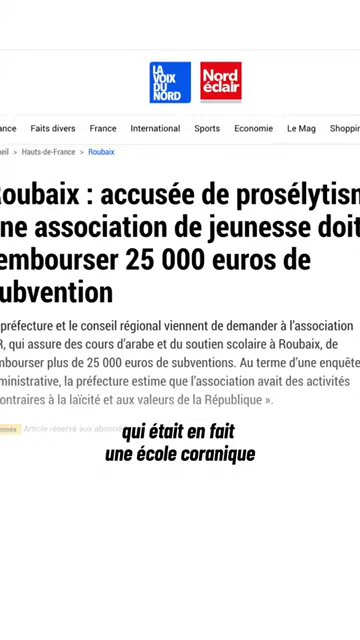 LA
VOIX
DU
NORD
Nord
éclair
ance Faits divers France International Sports Economie Le Mag Shoppin
eil > Hauts-de-France > Roubaix
oubaix : accusée de prosélytism
ne association de jeunesse doit
embourser 25 000 euros de
ubvention
préfecture et le conseil régional viennent de demander à l'association
R, qui assure des cours d'arabe et du soutien scolaire à Roubaix, de
mbourser plus de 25 000 euros de subventions. Au terme d'une enquête
ministrative, la préfecture estime que l'association avait des activités
ontraires à la laïcité et aux valeurs de la République ».
onnés Article réservé aux abonnés
qui était en fait
une école coranique